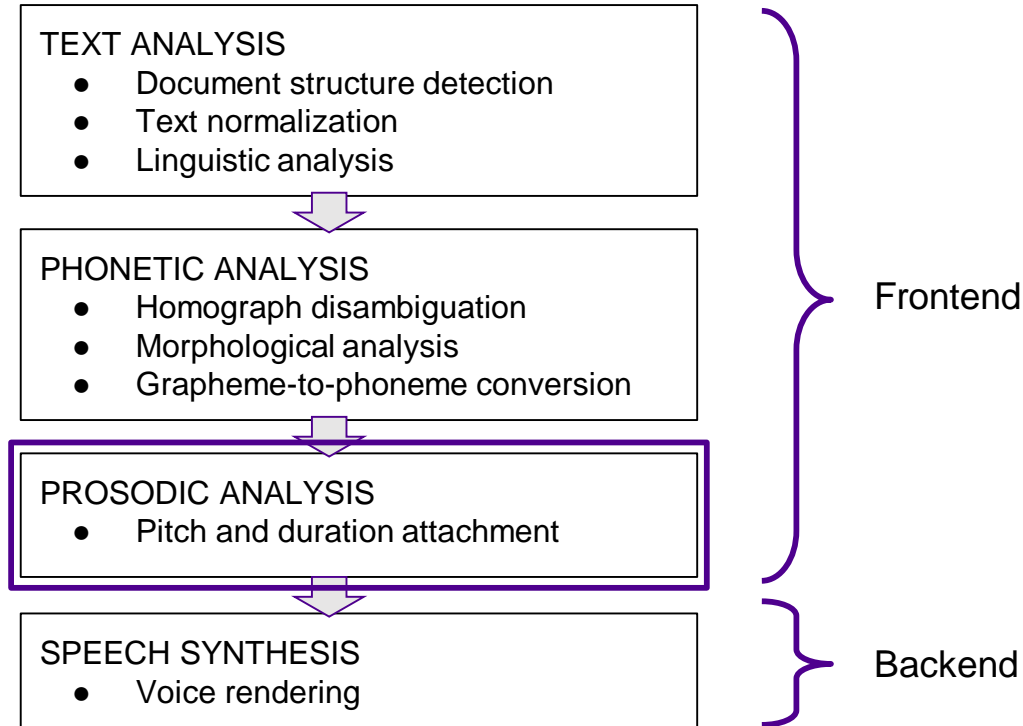 TEXT ANALYSIS
● Document structure detection
● Text normalization
● Linguistic analysis
PHONETIC ANALYSIS
● Homograph disambiguation
● Morphological analysis
● Grapheme-to-phoneme conversion
PROSODIC ANALYSIS
● Pitch and duration attachment
SPEECH SYNTHESIS
● Voice rendering
Frontend
Backend